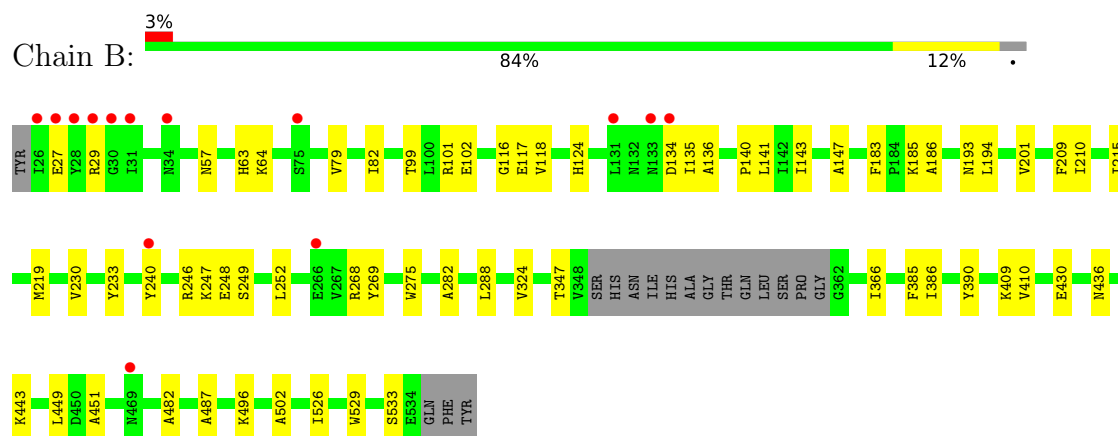 3%
Chain B:
84% 12% •
TYR I26 E27 Y28 R29 G30 I31 N34 N57 H63 K64 S75 V79 I82 T99 L100 R101 E102 G116 E117 V118 H124 L131 N132 N133 D134 I135 A136 P140 L141 I142 I143 A147 F183 P184 K185 A186 N193 L194 V201 F209 I210 I215
M219 V230 Y233 Y240 R246 K247 E248 S249 L252 E266 V267 R268 Y269 W275 A282 L288 V324 T347 V348 SER HIS ASN ILE HIS ALA GLY THR GLN LEU SER PRO GLY G362 I366 F385 I386 Y390 K409 V410 E430 N436
K443 L449 D450 A451 N469 A482 A487 K496 A502 I526 W529 S533 E534 GLN PHE TYR